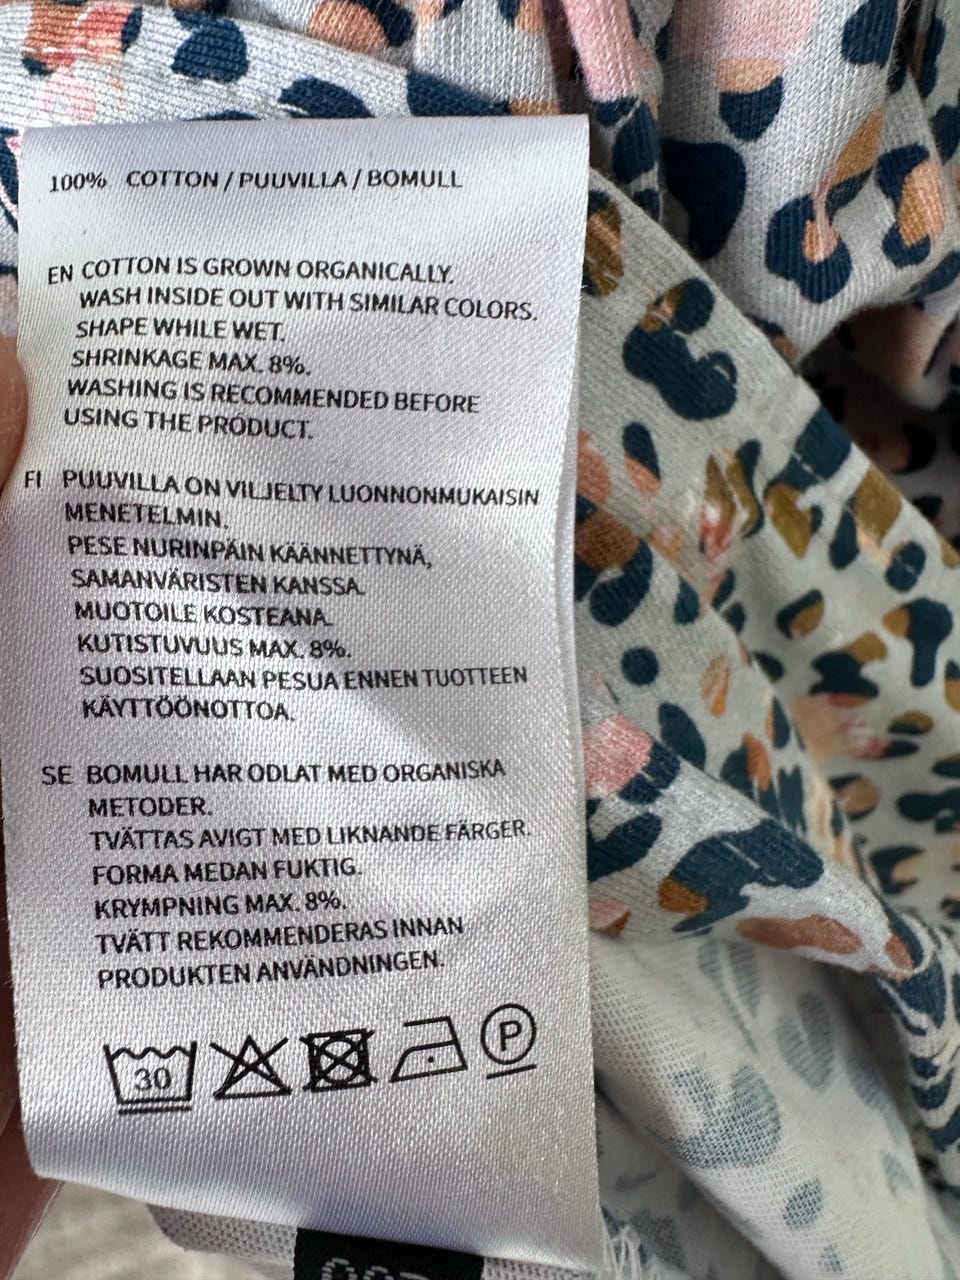 100% COTTON / PUUVILLA / BOMULL
EN COTTON IS GROWN ORGANICALLY.
WASH INSIDE OUT WITH SIMILAR COLORS.
SHAPE WHILE WET.
SHRINKAGE MAX. 8%.
WASHING IS RECOMMENDED BEFORE
USING THE PRODUCT.
FI PUUVILLA ON VILJELTY LUONNONMUKAISIN
MENETELMIN.
PESE NURINPÄIN KÄÄNNETTYNÄ,
SAMANVÄRISTEN KANSSA.
MUOTOILE KOSTEANA.
KUTISTUVUUS MAX. 8%.
SUOSITELLAAN PESUA ENNEN TUOTTEEN
KÄYTTÖÖNOTTOA.
SE BOMULL HAR ODLAT MED ORGANISKA
METODER.
TVÄTTAS AVIGT MED LIKNANDE FÄRGER.
FORMA MEDAN FUKTIG.
KRYMPNING MAX. 8%.
TVÄTT REKOMMENDERAS INNAN
PRODUKTEN ANVÄNDNINGEN.
30 P